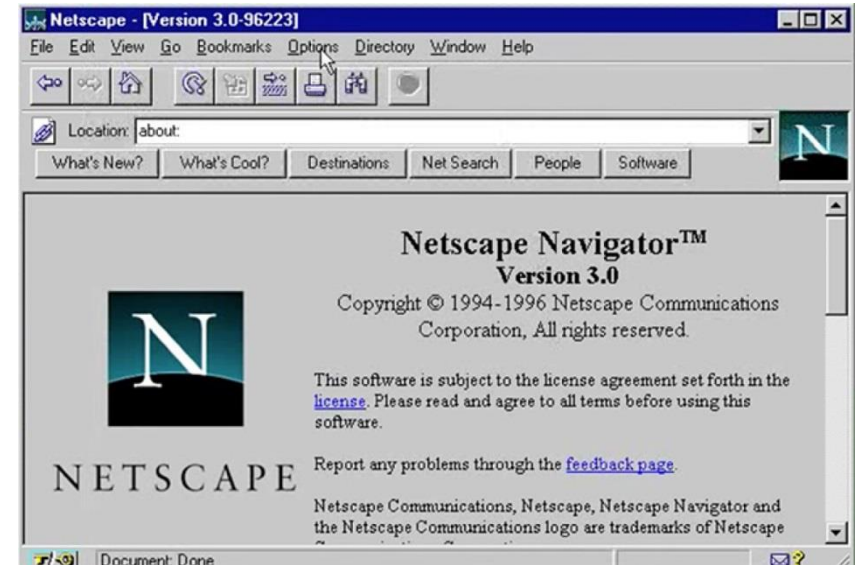 Netscape - [Version 3.0-96223]
File Edit View Go Bookmarks Options Directory Window Help
Location: about:
N
What's New? What's Cool? Destinations Net Search People Software
Netscape Navigator™
Version 3.0
Copyright © 1994-1996 Netscape Communications
Corporation, All rights reserved.
N
NETSCAPE
This software is subject to the license agreement set forth in the
license. Please read and agree to all terms before using this
software.
Report any problems through the feedback page.
Netscape Communications, Netscape, Netscape Navigator and
the Netscape Communications logo are trademarks of Netscape
Document: Done